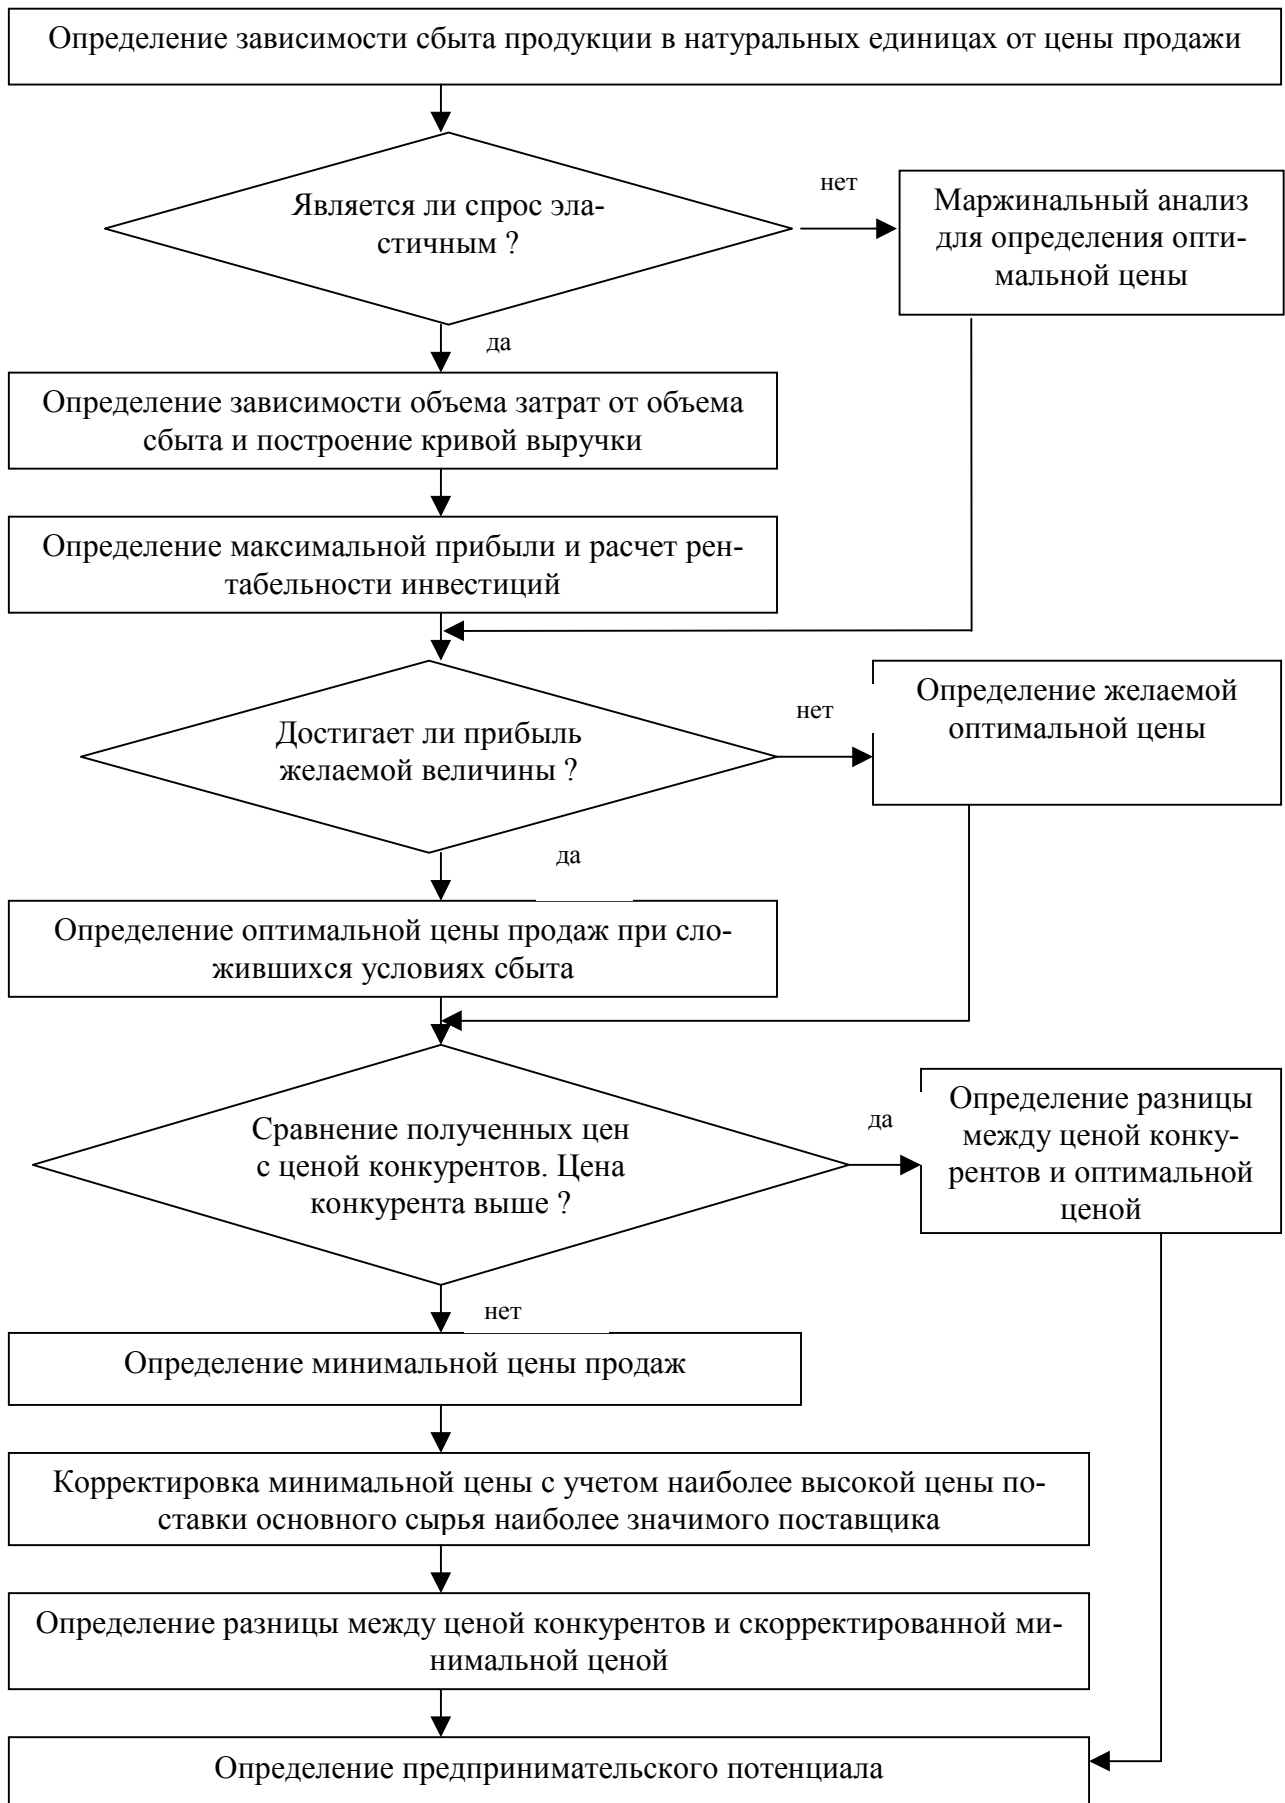 Определение зависимости сбыта продукции в натуральных единицах от цены продажи
Является ли спрос эла-
стичным ?
нет
Маржинальный анализ
для определения опти-
мальной цены
да
Определение зависимости объема затрат от объема
сбыта и построение кривой выручки
Определение максимальной прибыли и расчет рен-
табельности инвестиций
Достигает ли прибыль
желаемой величины ?
нет
Определение желаемой
оптимальной цены
да
Определение оптимальной цены продаж при сло-
жившихся условиях сбыта
Сравнение полученных цен
с ценой конкурентов. Цена
конкурента выше ?
да
Определение разницы
между ценой конку-
рентов и оптимальной
ценой
нет
Определение минимальной цены продаж
Корректировка минимальной цены с учетом наиболее высокой цены по-
ставки основного сырья наиболее значимого поставщика
Определение разницы между ценой конкурентов и скорректированной ми-
нимальной ценой
Определение предпринимательского потенциала